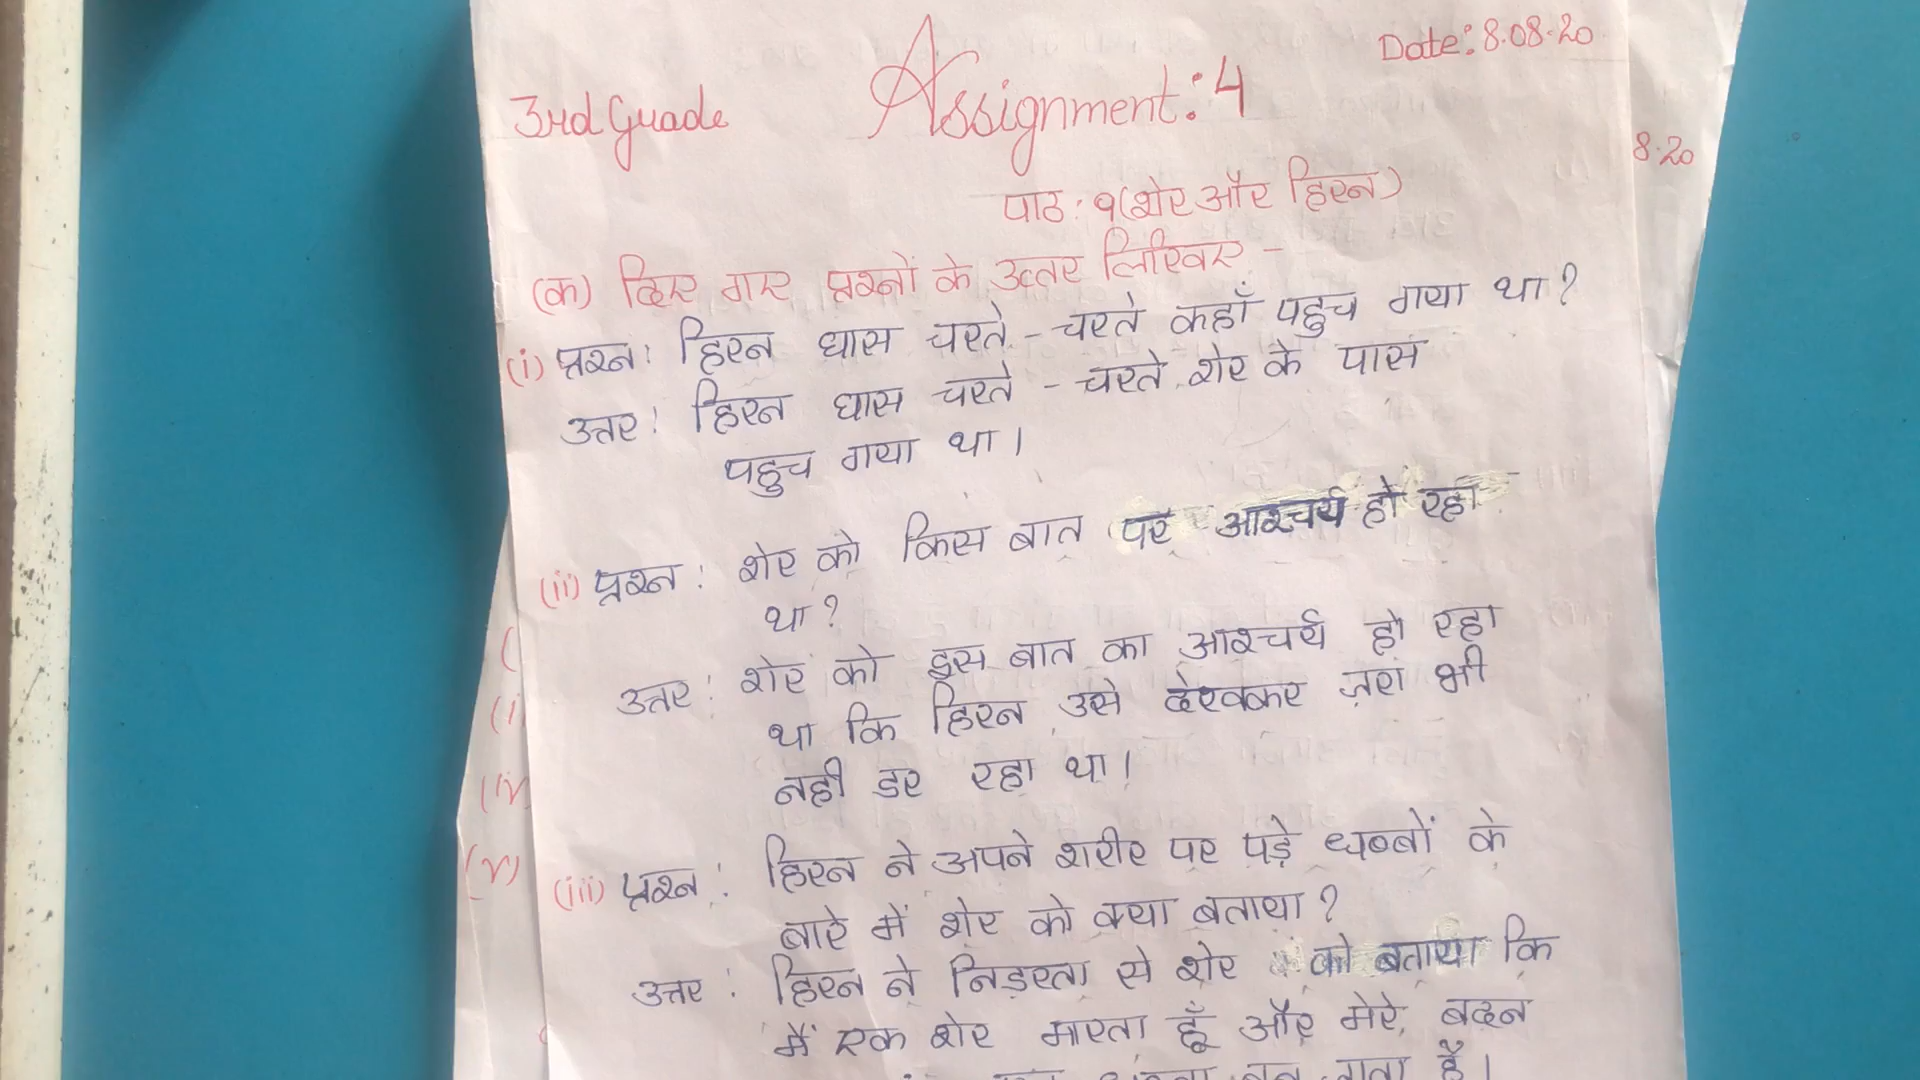 Date: 8.08.20
3rd Grade
Assignment: 4
8.20
पाठ: १(शेर और हिरन)
(क) दिए गए प्रश्नों के उत्तर लिखिए -
(i) प्रश्न: हिरन घास चरते - चरते कहाँ पहुच गया था?
उत्तर: हिरन घास चरते - चरते शेर के पास
पहुच गया था।
(ii) प्रश्न: शेर को किस बात पर आश्चर्य हो रहा
था?
उत्तर: शेर को इस बात का आश्चर्य हो रहा
था कि हिरन उसे देखकर ज़रा भी
नही डर रहा था।
(iii) प्रश्न: हिरन ने अपने शरीर पर पड़े धब्बों के
बारे में शेर को क्या बताया?
उत्तर: हिरन ने निडरता से शेर को बताया कि
मैं एक शेर मारता हूँ और मेरे बदन
है।
(iv
(v)